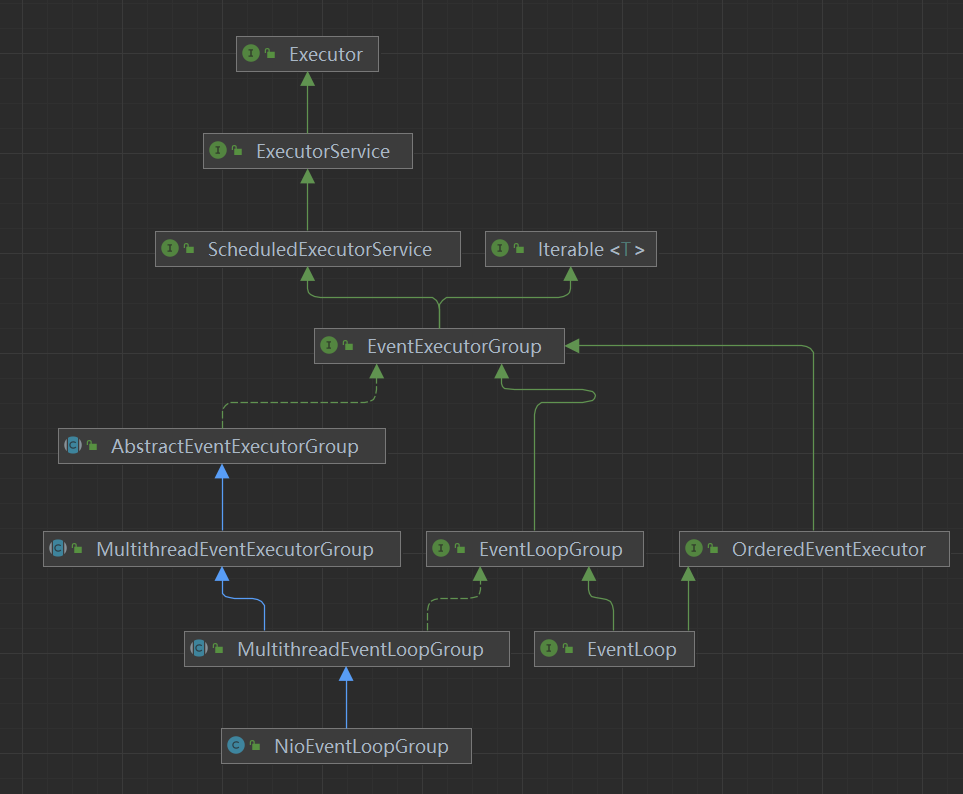 Executor
ExecutorService
ScheduledExecutorService
Iterable <T>
EventExecutorGroup
AbstractEventExecutorGroup
MultithreadEventExecutorGroup
EventLoopGroup
OrderedEventExecutor
MultithreadEventLoopGroup
EventLoop
NioEventLoopGroup